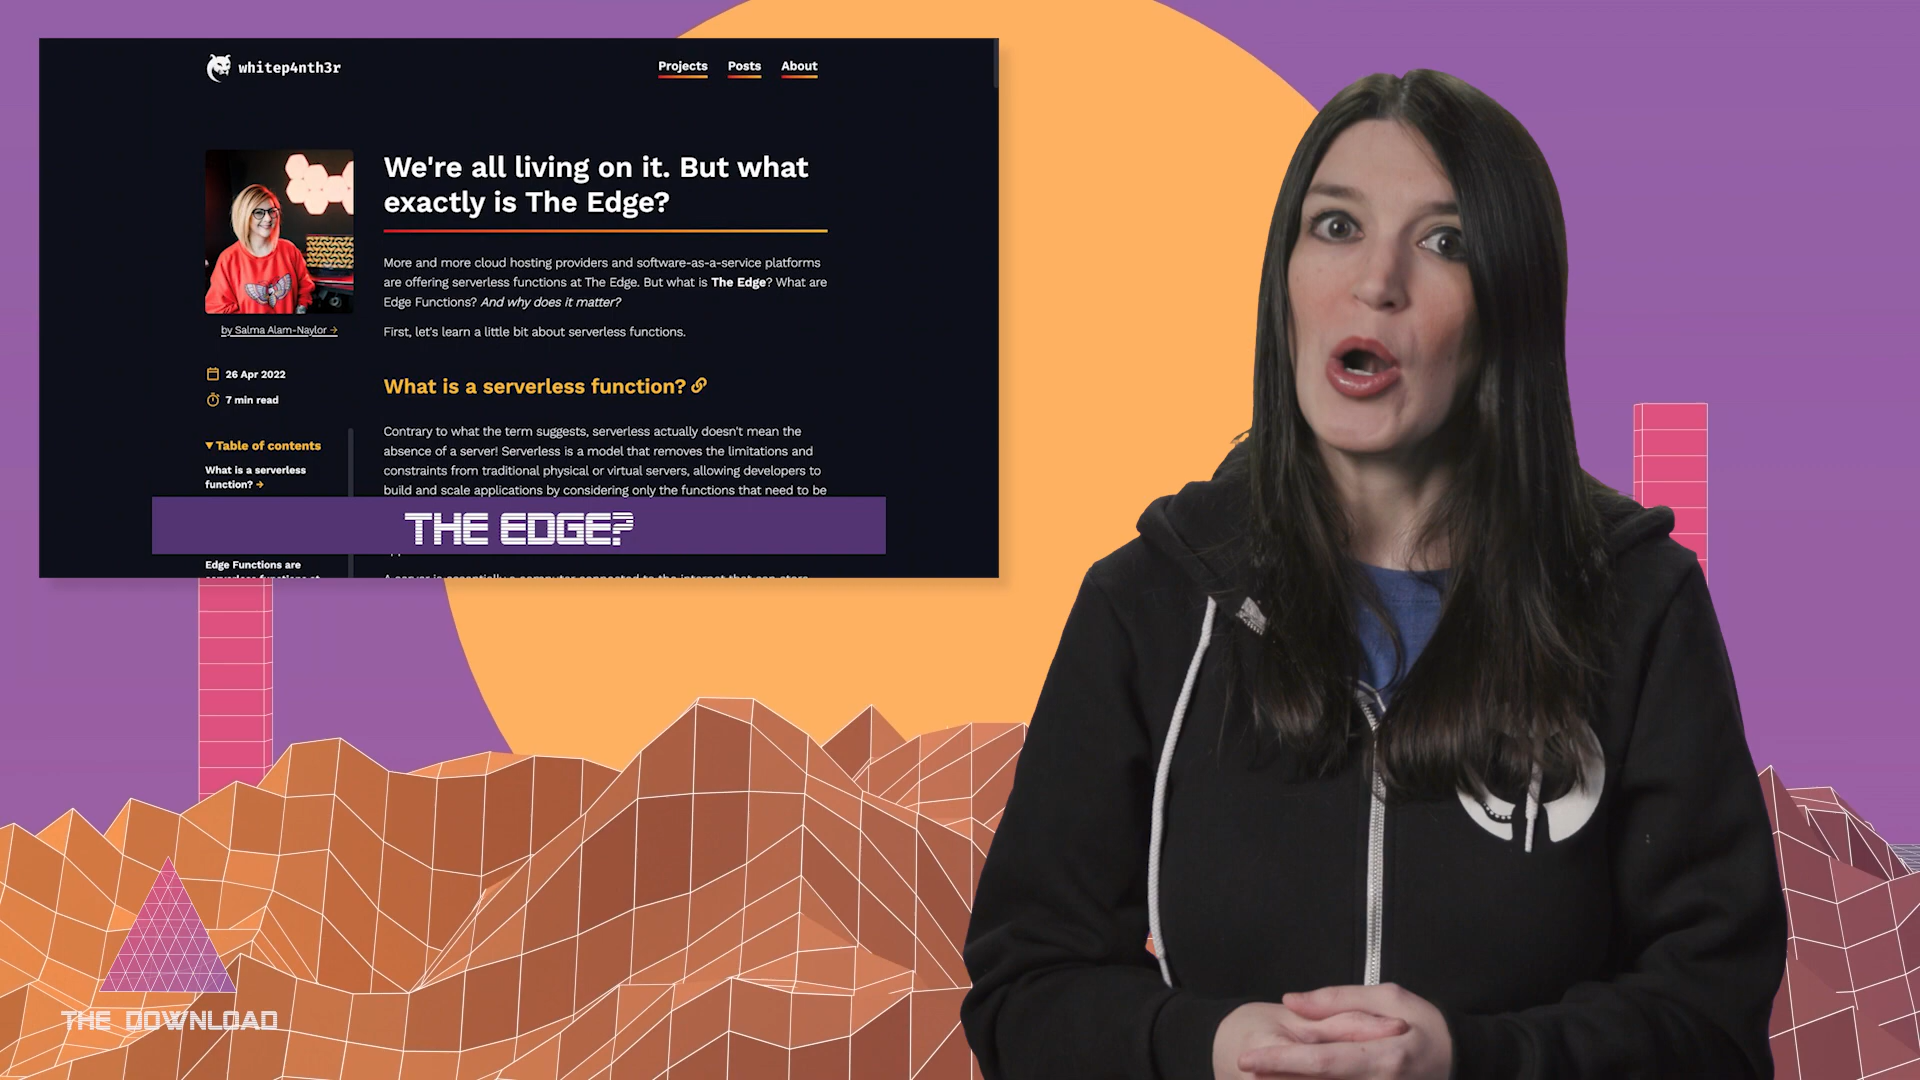 whitep4nth3r
Projects Posts About
We're all living on it. But what
exactly is The Edge?
by Salma Alam-Naylor →
26 Apr 2022
7 min read
▾ Table of contents
What is a serverless
function? →
Edge Functions are
More and more cloud hosting providers and software-as-a-service platforms
are offering serverless functions at The Edge. But what is The Edge? What are
Edge Functions? And why does it matter?
First, let's learn a little bit about serverless functions.
What is a serverless function?
Contrary to what the term suggests, serverless actually doesn't mean the
absence of a server! Serverless is a model that removes the limitations and
constraints from traditional physical or virtual servers, allowing developers to
build and scale applications by considering only the functions that need to be
THE EDGE?
THE DOWNLOAD